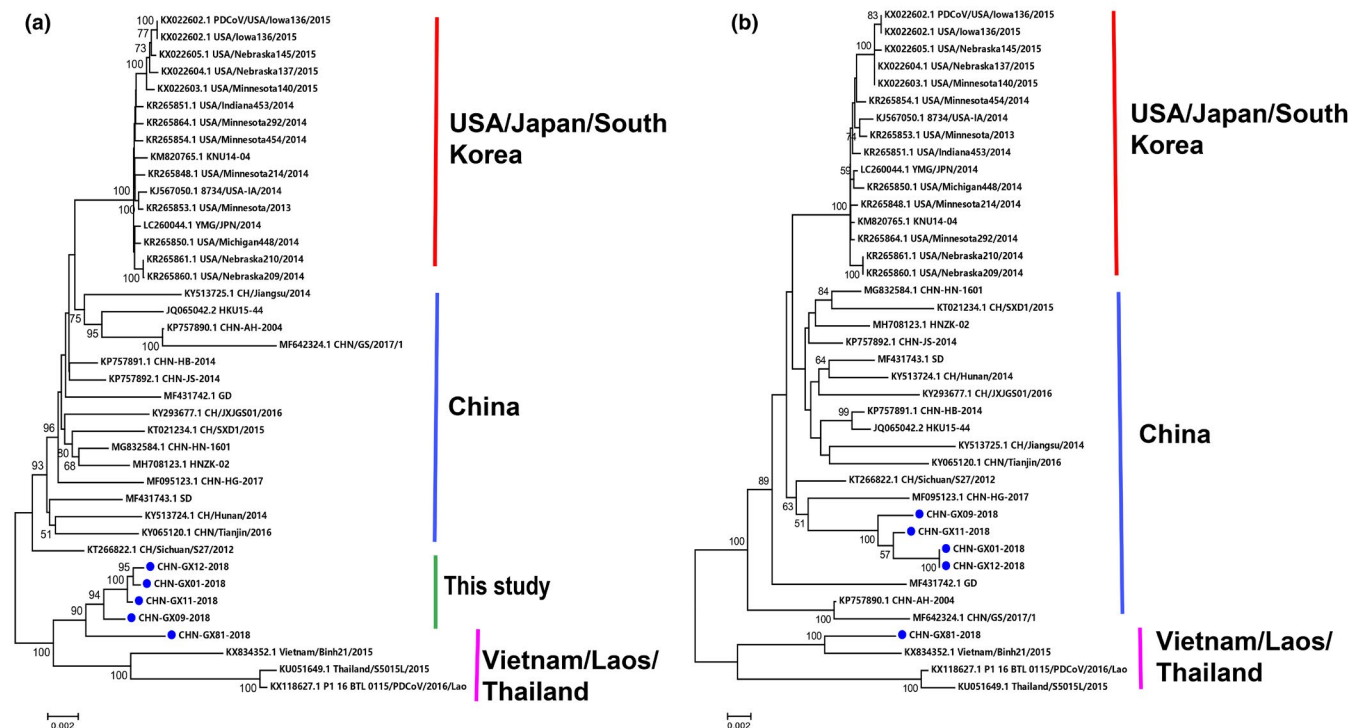 (a)
100
KX022602.1 PDCoV/USA/Iowa136/2015
77
KX022602.1 USA/Iowa136/2015
73
KX022605.1 USA/Nebraska145/2015
100
KX022604.1 USA/Nebraska137/2015
KX022603.1 USA/Minnesota140/2015
KR265851.1 USA/Indiana453/2014
KR265864.1 USA/Minnesota292/2014
KR265854.1 USA/Minnesota454/2014
KM820765.1 KNU14-04
KR265848.1 USA/Minnesota214/2014
100
KJ567050.1 8734/USA-IA/2014
100
KR265853.1 USA/Minnesota/2013
LC260044.1 YMG/JPN/2014
KR265850.1 USA/Michigan448/2014
KR265861.1 USA/Nebraska210/2014
100
KR265860.1 USA/Nebraska209/2014
USA/Japan/South
Korea
KY513725.1 CH/Jiangsu/2014
75
JQ065042.2 HKU15-44
95
KP757890.1 CHN-AH-2004
100
MF642324.1 CHN/GS/2017/1
KP757891.1 CHN-HB-2014
KP757892.1 CHN-JS-2014
MF431742.1 GD
KY293677.1 CH/JXJGS01/2016
96
KT021234.1 CH/SXD1/2015
80
MG832584.1 CHN-HN-1601
68
MH708123.1 HNZK-02
93
MF095123.1 CHN-HG-2017
MF431743.1 SD
KY513724.1 CH/Hunan/2014
51
KY065120.1 CHN/Tianjin/2016
KT266822.1 CH/Sichuan/S27/2012
China
95
CHN-GX12-2018
100
CHN-GX01-2018
94
CHN-GX11-2018
90
CHN-GX09-2018
CHN-GX81-2018
This study
100
KX834352.1 Vietnam/Binh21/2015
100
KU051649.1 Thailand/S5015L/2015
100
KX118627.1 P1 16 BTL 0115/PDCoV/2016/Lao
Vietnam/Laos/
Thailand
0.002
(b)
83
KX022602.1 PDCoV/USA/Iowa136/2015
KX022602.1 USA/Iowa136/2015
100
KX022605.1 USA/Nebraska145/2015
KX022604.1 USA/Nebraska137/2015
KX022603.1 USA/Minnesota140/2015
KR265854.1 USA/Minnesota454/2014
KJ567050.1 8734/USA-IA/2014
74
KR265853.1 USA/Minnesota/2013
KR265851.1 USA/Indiana453/2014
59
LC260044.1 YMG/JPN/2014
KR265850.1 USA/Michigan448/2014
100
KR265848.1 USA/Minnesota214/2014
KM820765.1 KNU14-04
KR265864.1 USA/Minnesota292/2014
KR265861.1 USA/Nebraska210/2014
100
KR265860.1 USA/Nebraska209/2014
USA/Japan/South
Korea
84
MG832584.1 CHN-HN-1601
KT021234.1 CH/SXD1/2015
MH708123.1 HNZK-02
KP757892.1 CHN-JS-2014
64
MF431743.1 SD
KY513724.1 CH/Hunan/2014
KY293677.1 CH/JXJGS01/2016
99
KP757891.1 CHN-HB-2014
JQ065042.2 HKU15-44
KY513725.1 CH/Jiangsu/2014
KY065120.1 CHN/Tianjin/2016
89
KT266822.1 CH/Sichuan/S27/2012
63
MF095123.1 CHN-HG-2017
51
CHN-GX09-2018
100
CHN-GX11-2018
57
CHN-GX01-2018
100
CHN-GX12-2018
100
MF431742.1 GD
KP757890.1 CHN-AH-2004
100
MF642324.1 CHN/GS/2017/1
China
100
CHN-GX81-2018
KX834352.1 Vietnam/Binh21/2015
KX118627.1 P1 16 BTL 0115/PDCoV/2016/Lao
100
KU051649.1 Thailand/S5015L/2015
Vietnam/Laos/
Thailand
0.002